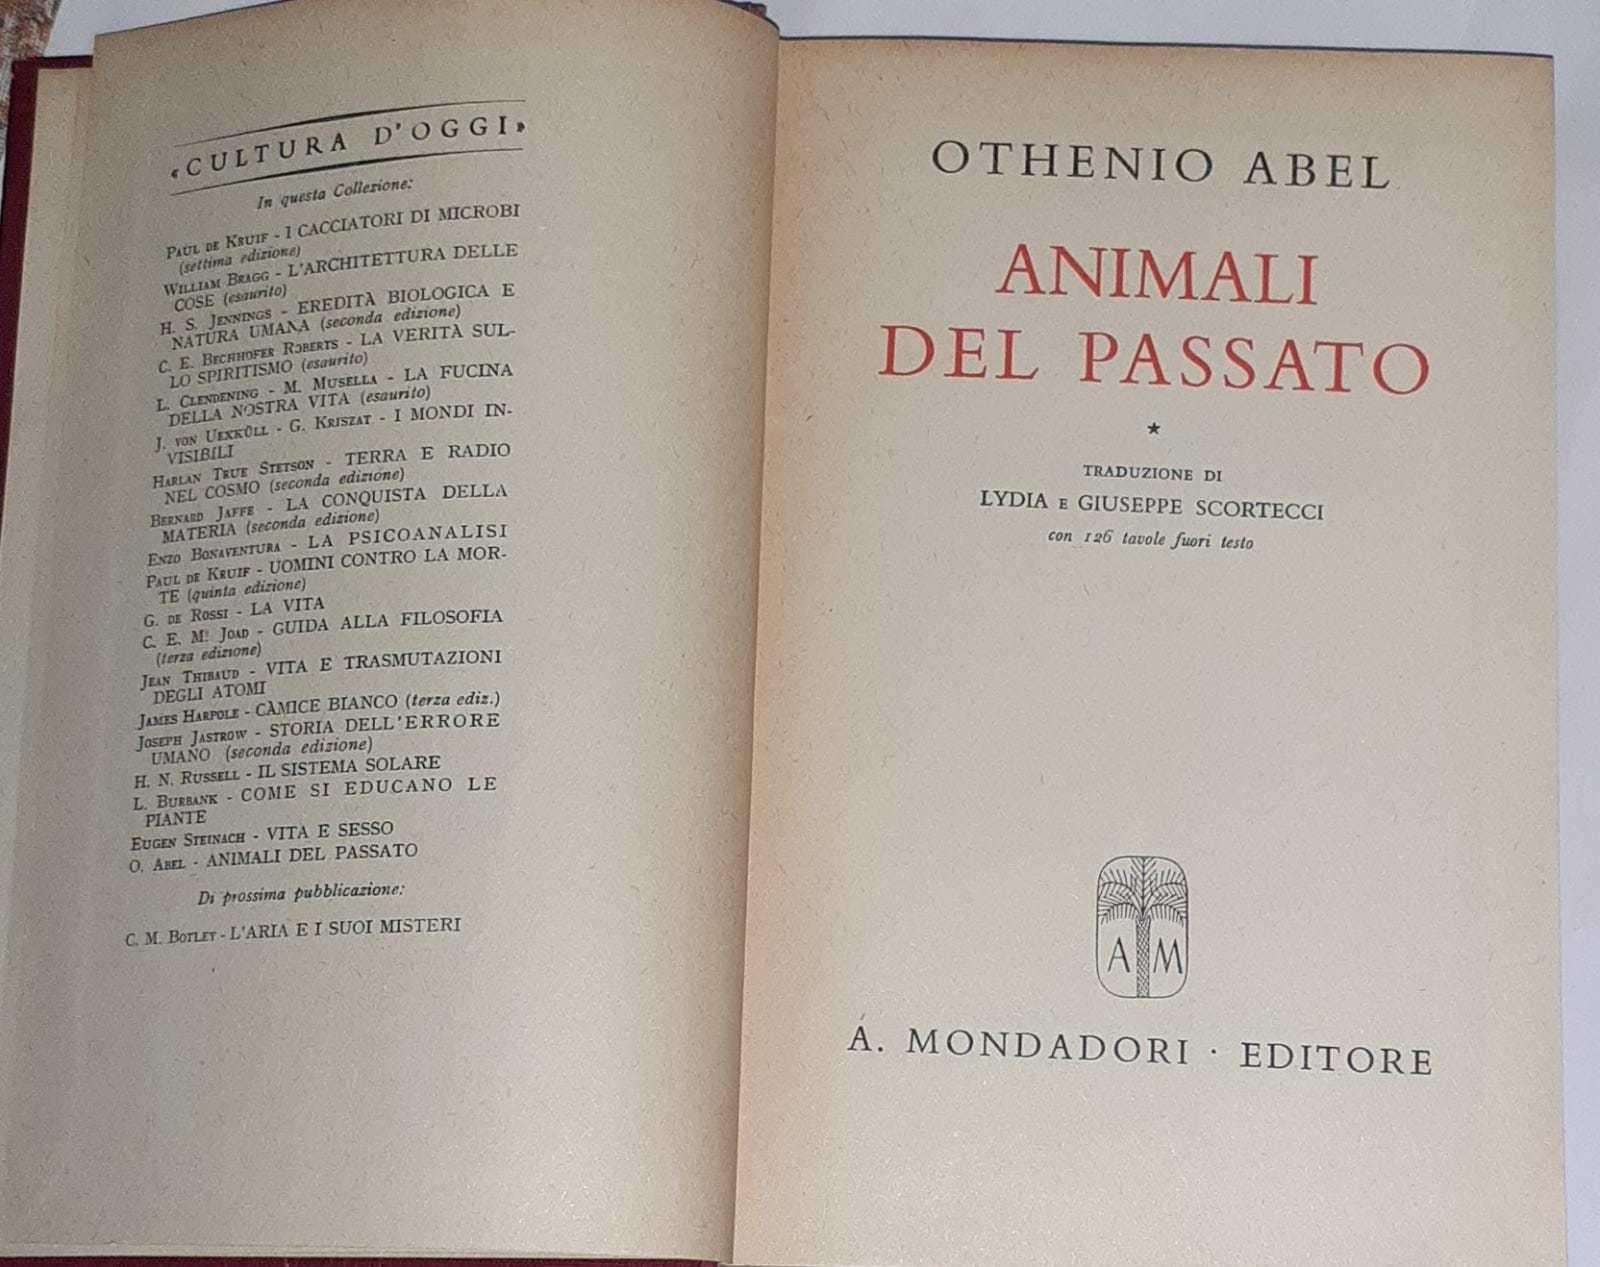 «CULTURA D'OGGI»
In questa Collezione:
PAUL DE KRUIF - I CACCIATORI DI MICROBI
(settima edizione)
WILLIAM BRAGG - L'ARCHITETTURA DELLE
COSE (esaurito)
H. S. JENNINGS - EREDITÀ BIOLOGICA E
NATURA UMANA (seconda edizione)
C. E. BECHHOFER ROBERTS - LA VERITÀ SUL-
LO SPIRITISMO (esaurito)
L. CLENDENING - M. MUSELLA - LA FUCINA
DELLA NOSTRA VITA (esaurito)
J. VON UEXKÜLL - G. KRISZAT - I MONDI IN-
VISIBILI
HARLAN TRUE STETSON - TERRA E RADIO
NEL COSMO (seconda edizione)
BERNARD JAFFE - LA CONQUISTA DELLA
MATERIA (seconda edizione)
ENZO BONAVENTURA - LA PSICOANALISI
PAUL DE KRUIF - UOMINI CONTRO LA MOR-
TE (quinta edizione)
G. DE ROSSI - LA VITA
C. E. M. JOAD - GUIDA ALLA FILOSOFIA
(terza edizione)
JEAN THIBAUD - VITA E TRASMUTAZIONI
DEGLI ATOMI
JAMES HARPOLE - CÀMICE BIANCO (terza ediz.)
JOSEPH JASTROW - STORIA DELL'ERRORE
UMANO (seconda edizione)
H. N. RUSSELL - IL SISTEMA SOLARE
L. BURBANK - COME SI EDUCANO LE
PIANTE
EUGEN STEINACH - VITA E SESSO
O. ABEL - ANIMALI DEL PASSATO
Di prossima pubblicazione:
C. M. BOTLEY - L'ARIA E I SUOI MISTERI
OTHENIO ABEL
ANIMALI
DEL PASSATO
★
TRADUZIONE DI
LYDIA E GIUSEPPE SCORTECCI
con 126 tavole fuori testo
A M
A. MONDADORI · EDITORE